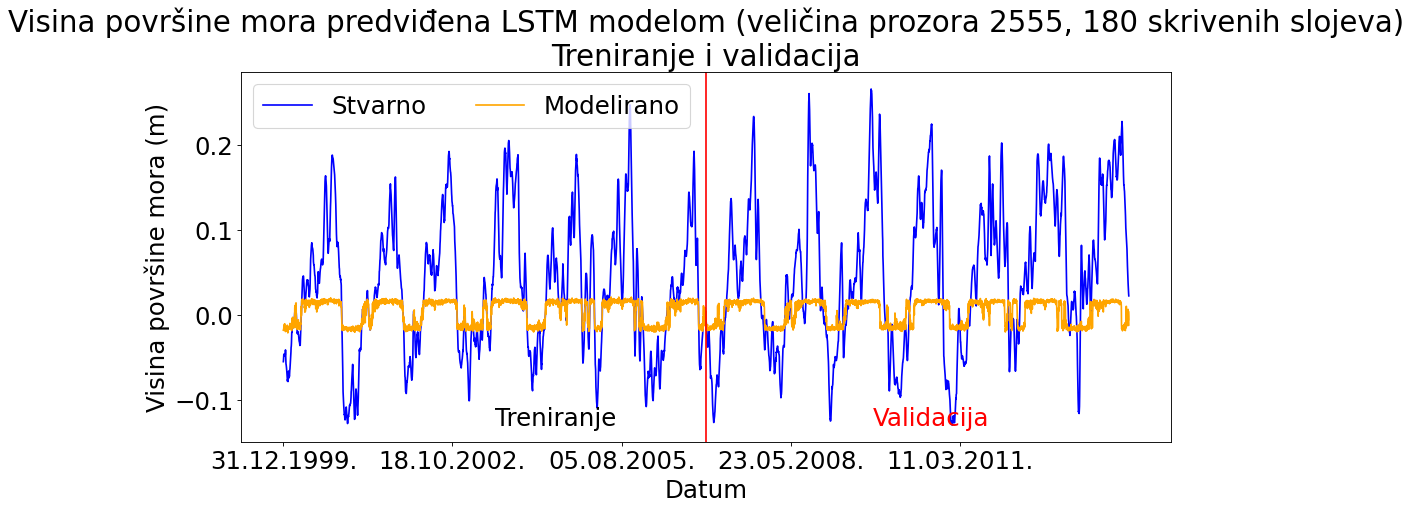 Visina površine mora predviđena LSTM modelom (veličina prozora 2555, 180 skrivenih slojeva)
Treniranje i validacija
Stvarno
Modelirano
Visina površine mora (m)
0.2
0.1
0.0
−0.1
Treniranje
Validacija
31.12.1999.
18.10.2002.
05.08.2005.
23.05.2008.
11.03.2011.
Datum